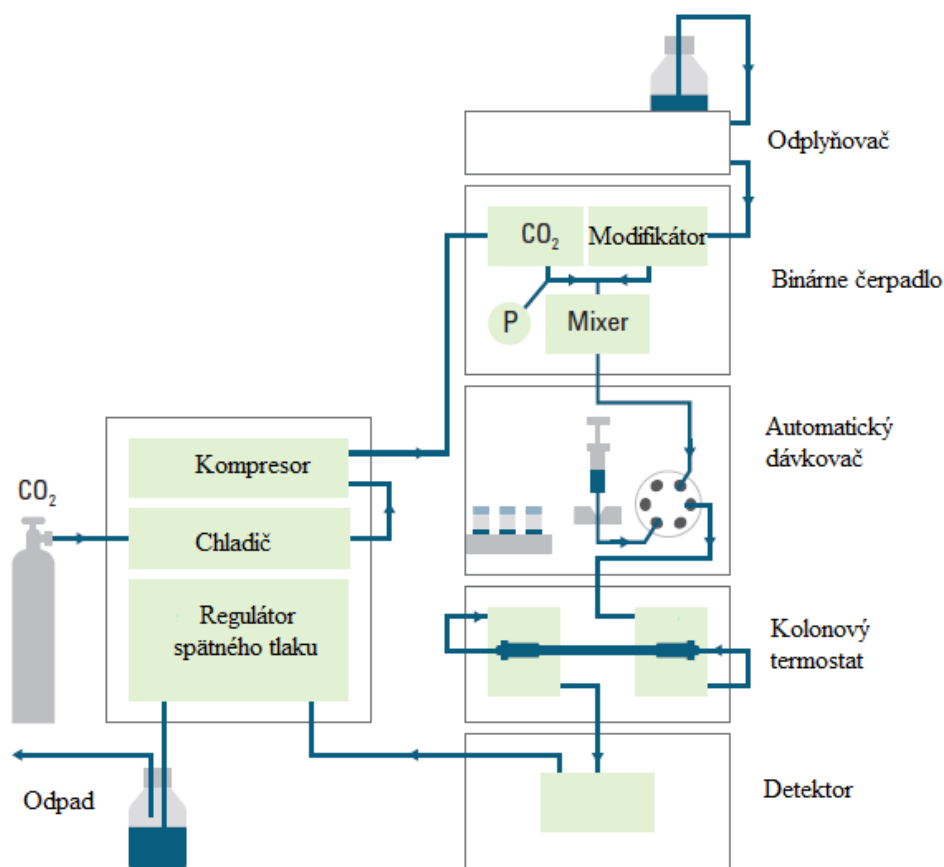 Odplyňovač
CO₂
Modifikátor
Binárne čerpadlo
P
Mixer
Automatický
dávkovač
Kompresor
CO₂
Chladič
Regulátor
spätného tlaku
Kolonový
termostat
Odpad
Detektor